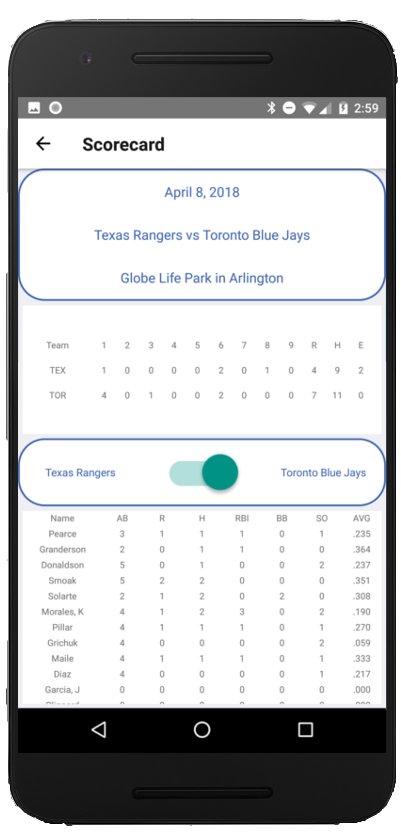 2:59
Scorecard
April 8, 2018
Texas Rangers vs Toronto Blue Jays
Globe Life Park in Arlington
Team 1 2 3 4 5 6 7 8 9 R H E
TEX 1 0 0 0 0 2 0 1 0 4 9 2
TOR 4 0 1 0 0 2 0 0 0 7 11 0
Texas Rangers Toronto Blue Jays
Name AB R H RBI BB SO AVG
Pearce 3 1 1 1 0 1 .235
Granderson 2 0 1 1 0 0 .364
Donaldson 5 0 1 0 0 2 .237
Smoak 5 2 2 0 0 0 .351
Solarte 2 1 2 0 2 0 .308
Morales, K 4 1 2 3 0 2 .190
Pillar 4 1 1 1 0 1 .270
Grichuk 4 0 0 0 0 2 .059
Maile 4 1 1 1 0 1 .333
Diaz 4 0 0 0 0 1 .217
Garcia, J 0 0 0 0 0 0 .000